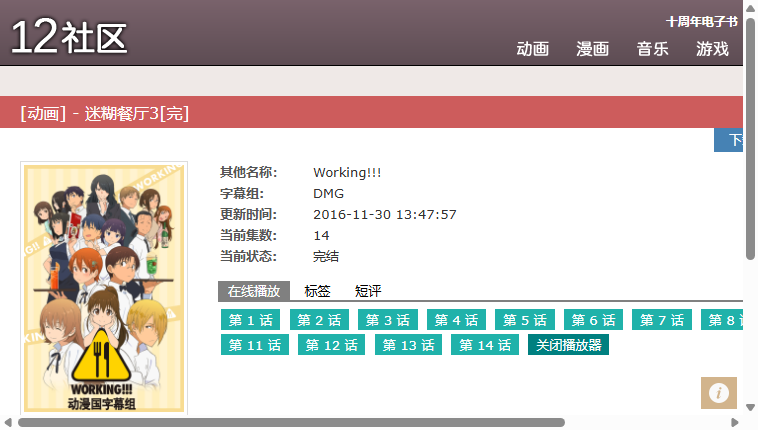 12社区
十周年电子书
动画 漫画 音乐 游戏
[动画] - 迷糊餐厅3[完]
其他名称: Working!!!
字幕组: DMG
更新时间: 2016-11-30 13:47:57
当前集数: 14
当前状态: 完结
在线播放 标签 短评
第 1 话 第 2 话 第 3 话 第 4 话 第 5 话 第 6 话 第 7 话 第 8
第 11 话 第 12 话 第 13 话 第 14 话 关闭播放器
WORKING
WORKING!!!
动漫国字幕组